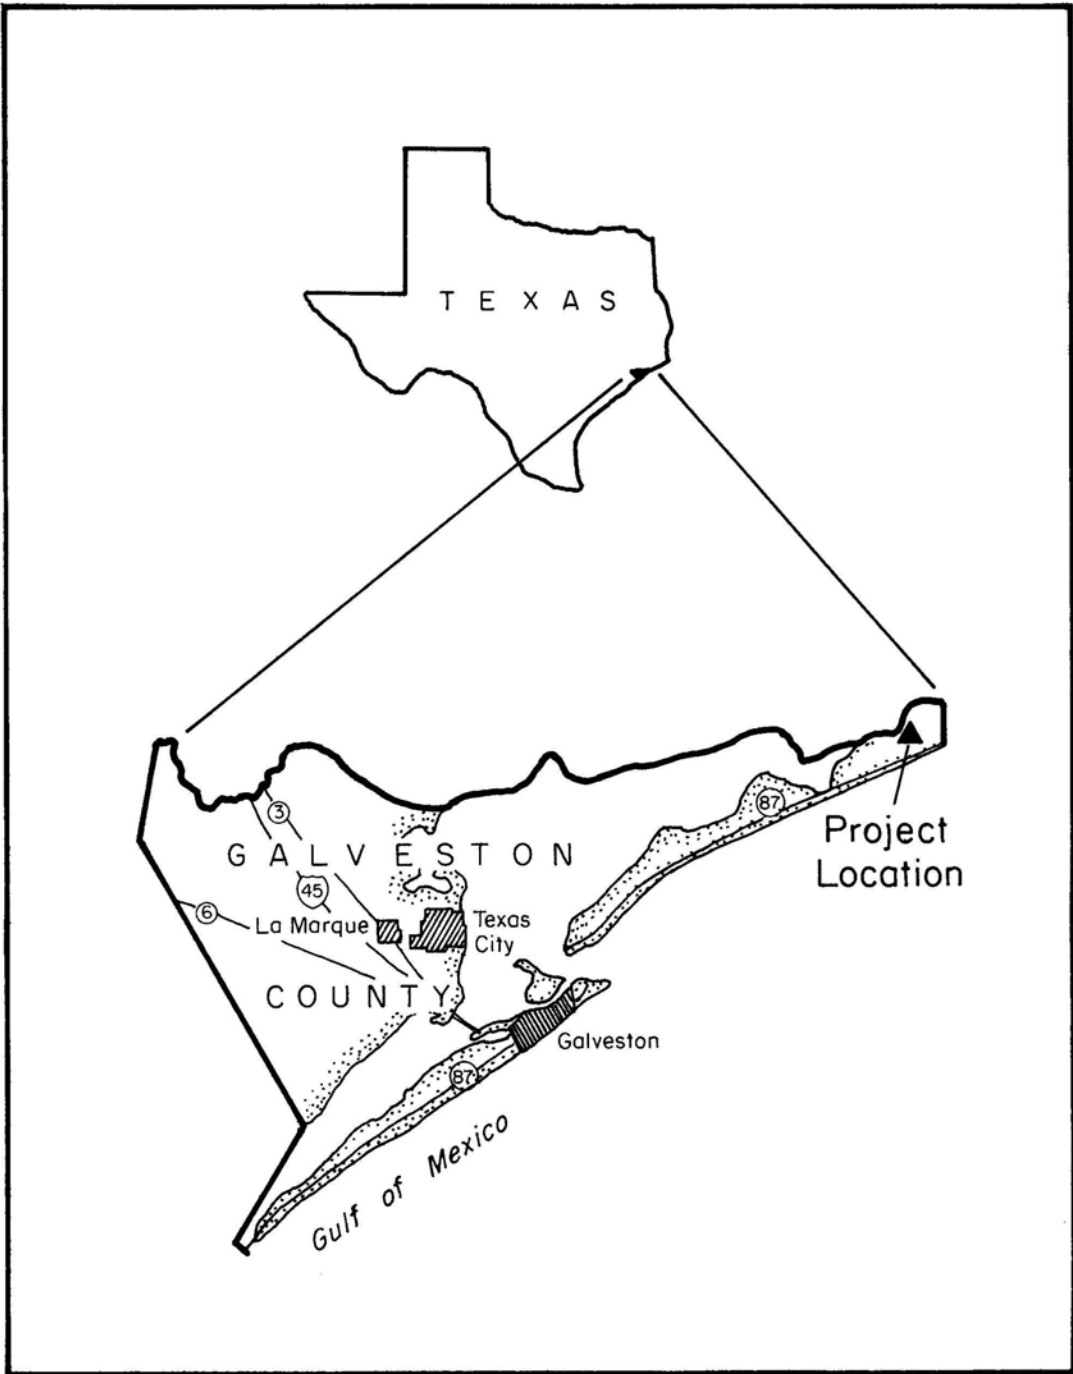 TEXAS
87
Project
Location
3
GALVESTON
45
6
La Marque
Texas
City
COUNTY
Galveston
87
Gulf of Mexico